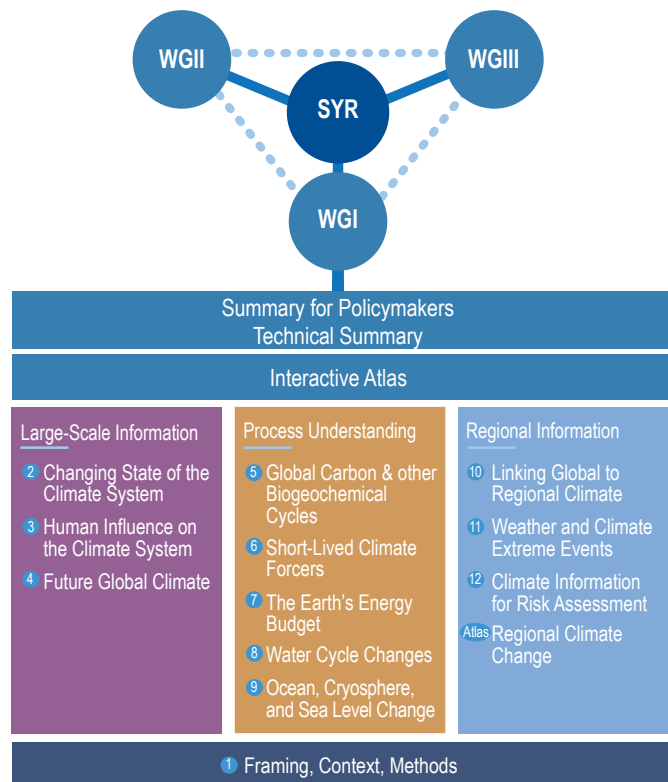 WGII
WGIII
SYR
WGI
Summary for Policymakers
Technical Summary
Interactive Atlas
Large-Scale Information
2 Changing State of the
Climate System
3 Human Influence on
the Climate System
4 Future Global Climate
Process Understanding
5 Global Carbon & other
Biogeochemical
Cycles
6 Short-Lived Climate
Forcers
7 The Earth's Energy
Budget
8 Water Cycle Changes
9 Ocean, Cryosphere,
and Sea Level Change
Regional Information
10 Linking Global to
Regional Climate
11 Weather and Climate
Extreme Events
12 Climate Information
for Risk Assessment
Atlas Regional Climate
Change
1 Framing, Context, Methods